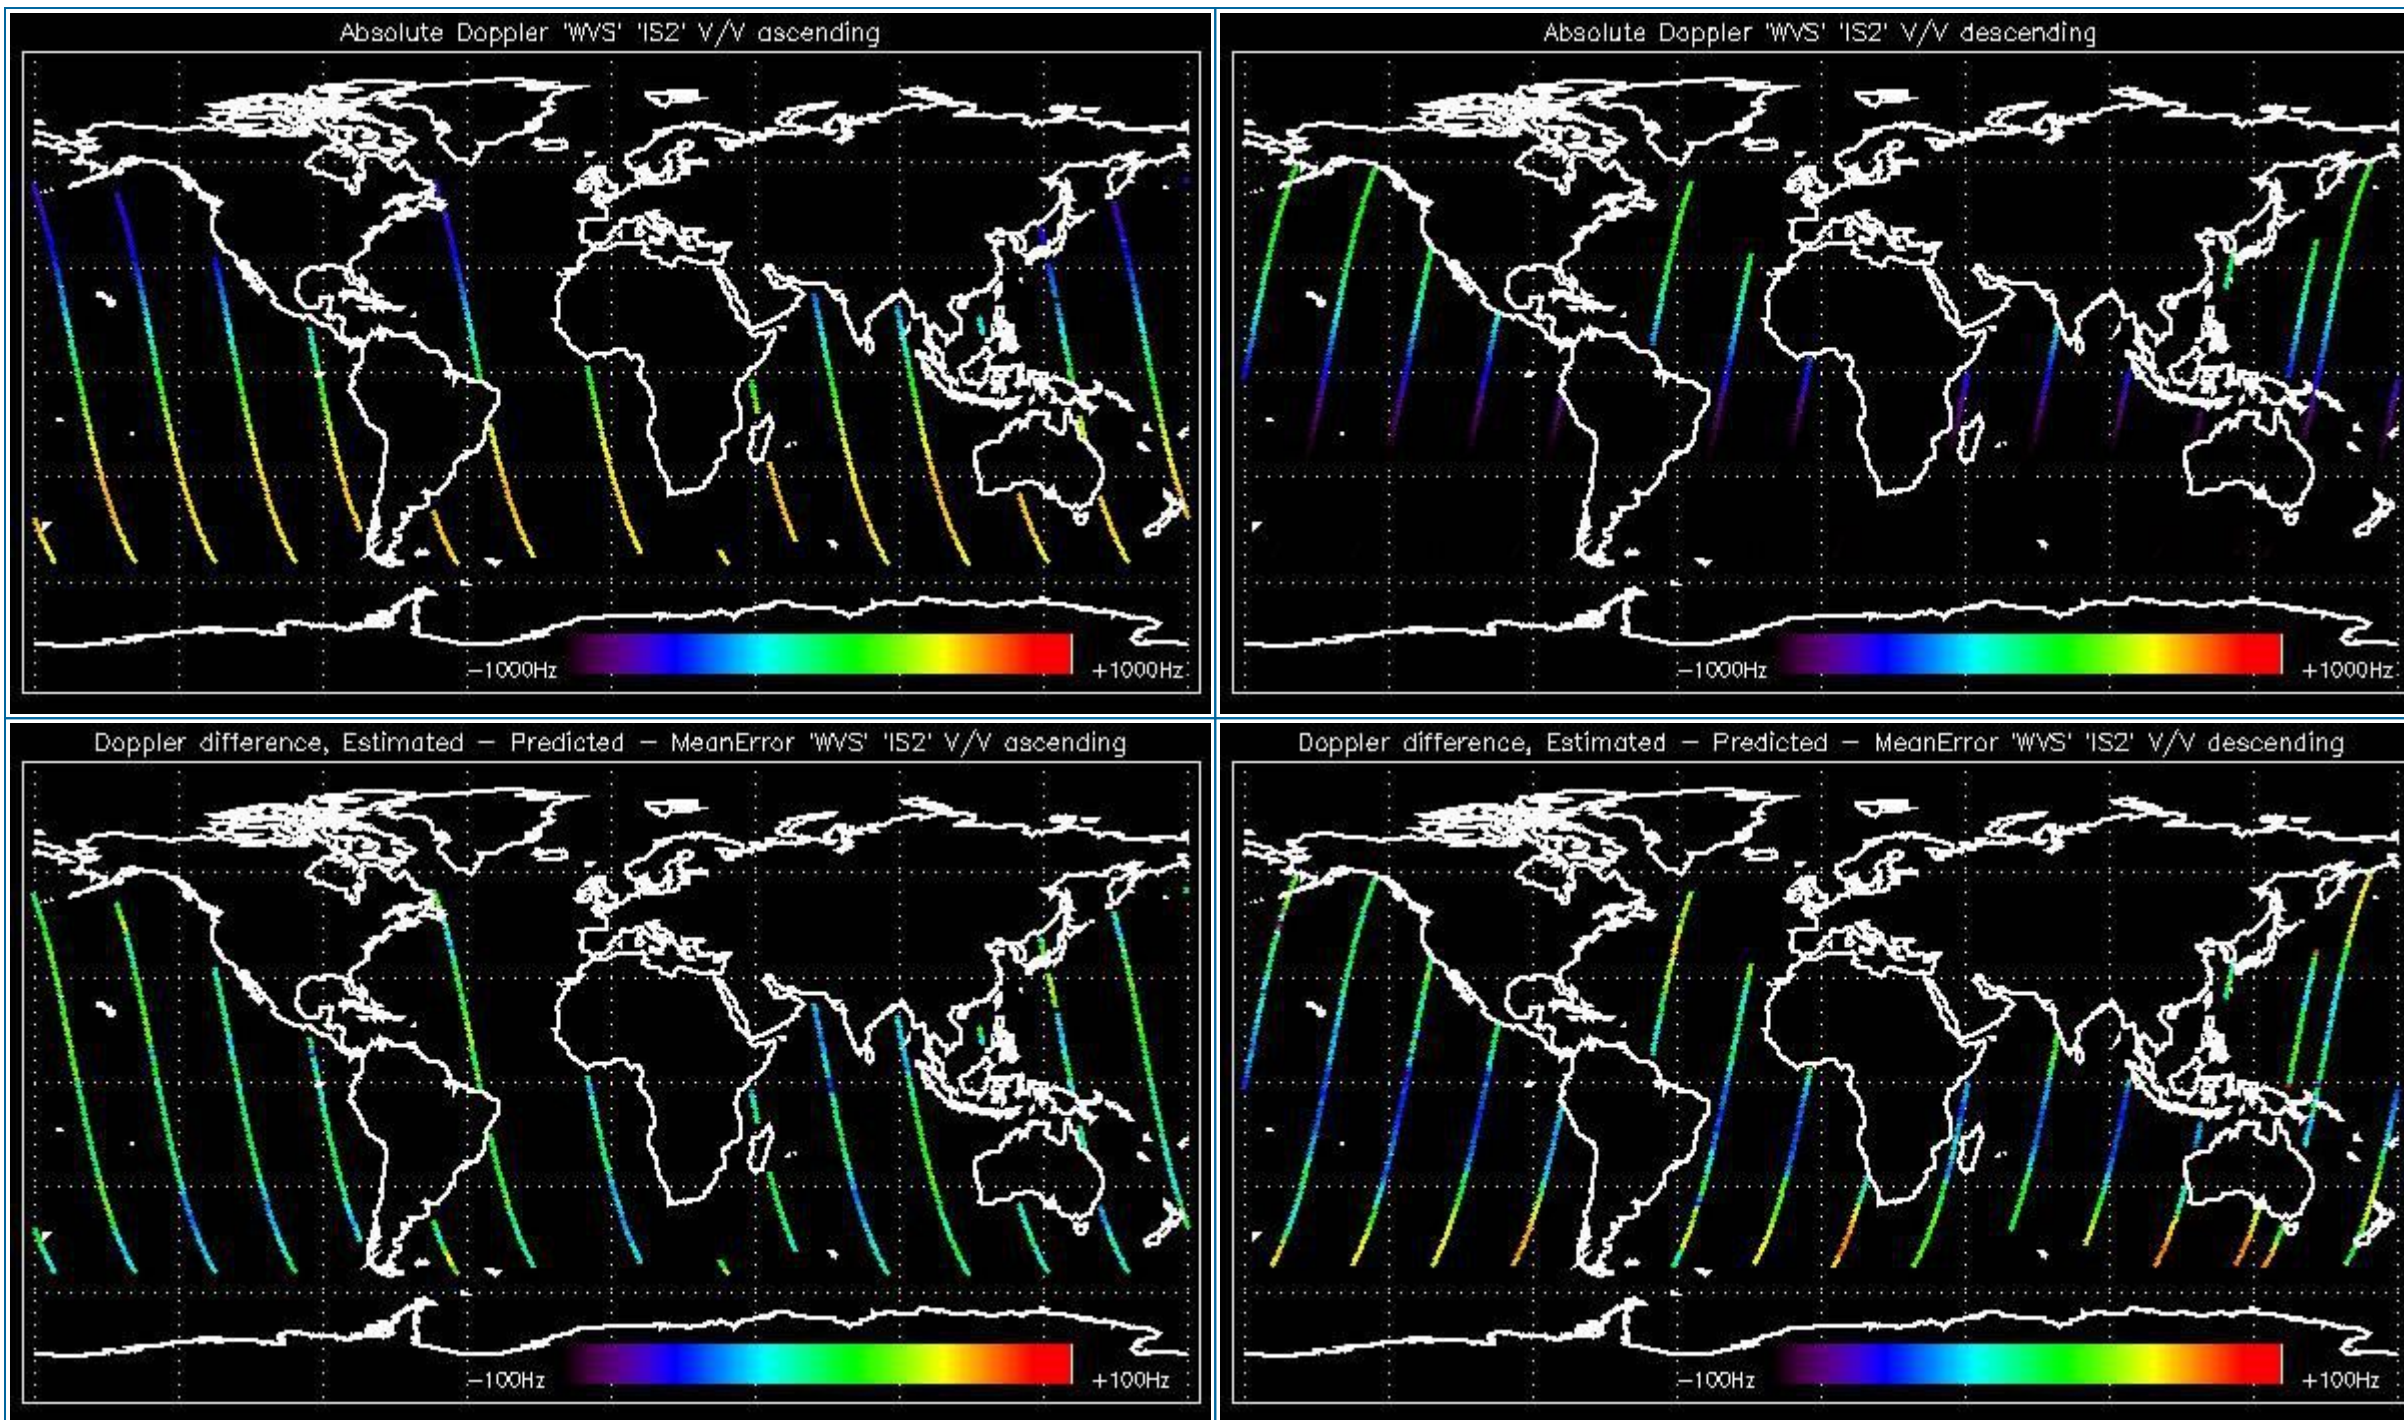 Absolute Doppler 'WVS' 'IS2' V/V ascending
-1000Hz
+1000Hz
Absolute Doppler 'WVS' 'IS2' V/V descending
-1000Hz
+1000Hz
Doppler difference, Estimated - Predicted - MeanError 'WVS' 'IS2' V/V ascending
-100Hz
+100Hz
Doppler difference, Estimated - Predicted - MeanError 'WVS' 'IS2' V/V descending
-100Hz
+100Hz